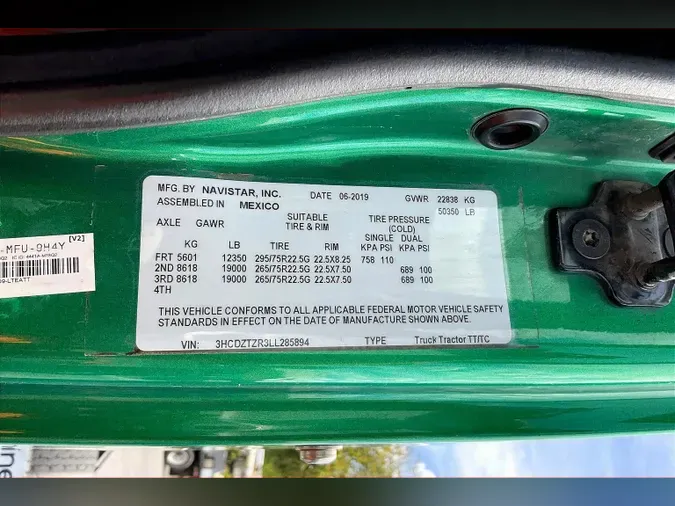 MFG. BY NAVISTAR, INC. DATE 06-2019 GVWR 22838 KG
ASSEMBLED IN MEXICO 50350 LB
AXLE GAWR SUITABLE TIRE & RIM TIRE PRESSURE (COLD)
SINGLE DUAL
KG LB TIRE RIM KPA PSI KPA PSI
FRT 5601 12350 295/75R22.5G 22.5X8.25 758 110
2ND 8618 19000 265/75R22.5G 22.5X7.50 689 100
3RD 8618 19000 265/75R22.5G 22.5X7.50 689 100
4TH
THIS VEHICLE CONFORMS TO ALL APPLICABLE FEDERAL MOTOR VEHICLE SAFETY
STANDARDS IN EFFECT ON DATE OF MFR. SHOWN ABOVE.
VIN: 3HCDZTZR3LL285894 TYPE Truck Tractor TT/TC
-MFU-9H4Y [V2]
09-LTEATT